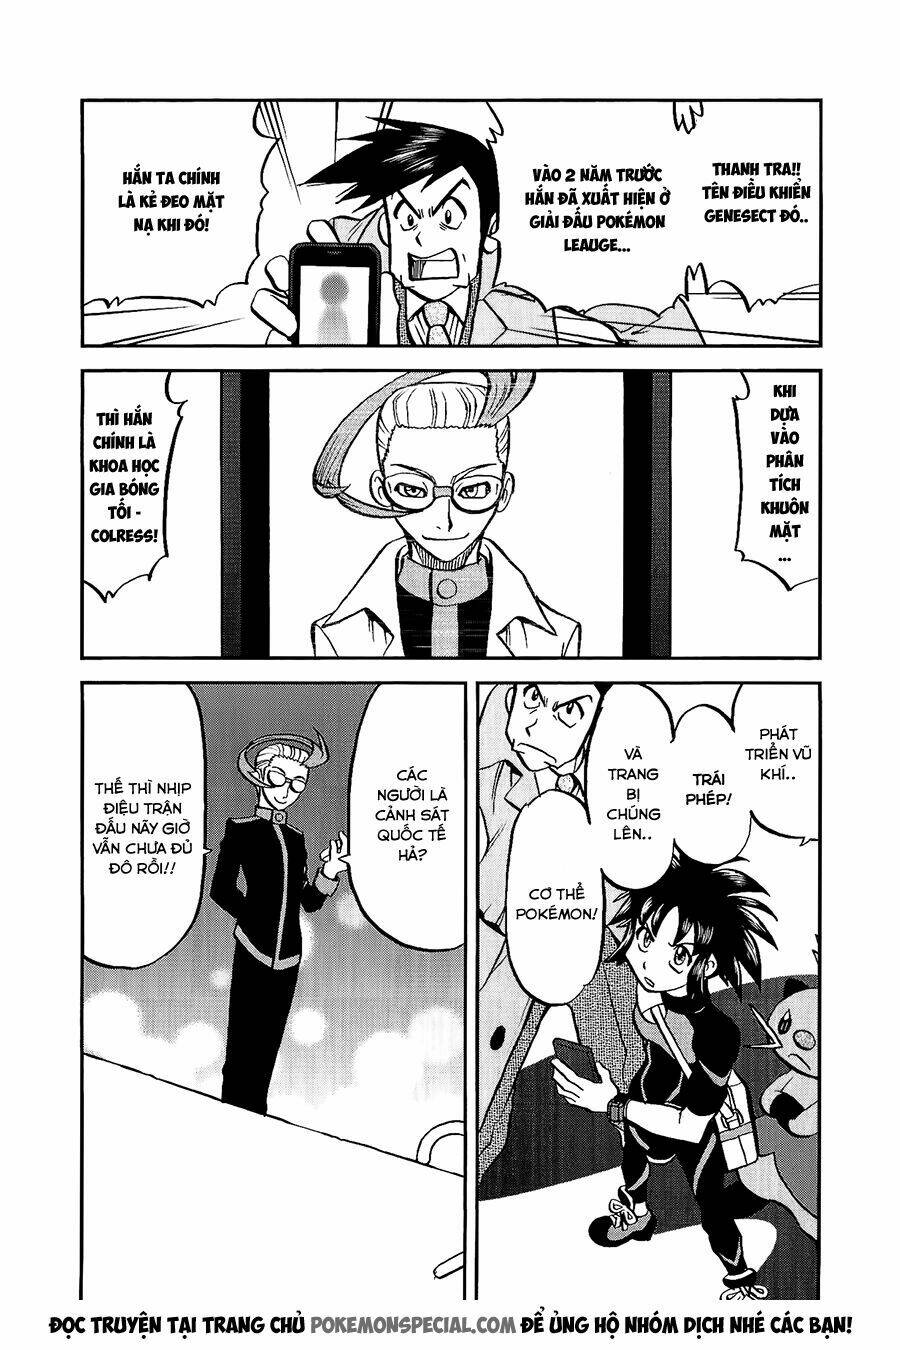 THANH TRA!!
TÊN ĐIỀU KHIỂN
GENESECT ĐÓ..
VÀO 2 NĂM TRƯỚC
HẮN ĐÃ XUẤT HIỆN Ở
GIẢI ĐẤU POKÉMON
LEAUGE...
HẮN TA CHÍNH
LÀ KẺ ĐEO MẶT
NẠ KHI ĐÓ!
KHI
DỰA
VÀO
PHÂN
TÍCH
KHUÔN
MẶT
...
THÌ HẮN
CHÍNH LÀ
KHOA HỌC
GIA BÓNG
TỐI -
COLRESS!
PHÁT
TRIỂN VŨ
KHÍ..
TRÁI
PHÉP!
VÀ
TRANG
BỊ
CHÚNG
LÊN..
CƠ THỂ
POKÉMON!
CÁC
NGƯỜI LÀ
CẢNH SÁT
QUỐC TẾ
HẢ?
THẾ THÌ NHỊP
ĐIỆU TRẬN
ĐẤU NÃY GIỜ
VẪN CHƯA ĐỦ
ĐÔ RỒI!!
ĐỌC TRUYỆN TẠI TRANG CHỦ POKEMONSPECIAL.COM ĐỂ ỦNG HỘ NHÓM DỊCH NHÉ CÁC BẠN!